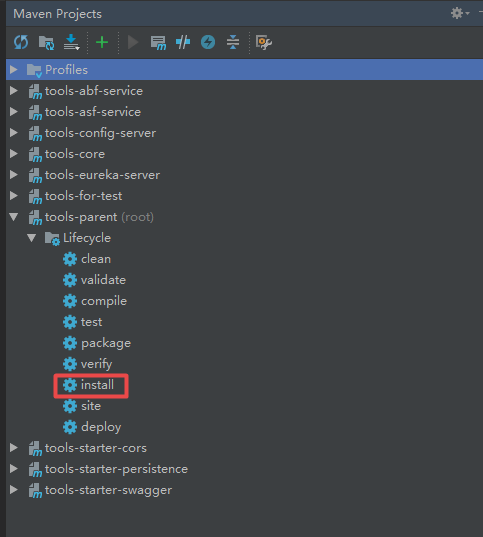 Maven Projects
Profiles
tools-abf-service
tools-asf-service
tools-config-server
tools-core
tools-eureka-server
tools-for-test
tools-parent (root)
Lifecycle
clean
validate
compile
test
package
verify
install
site
deploy
tools-starter-cors
tools-starter-persistence
tools-starter-swagger